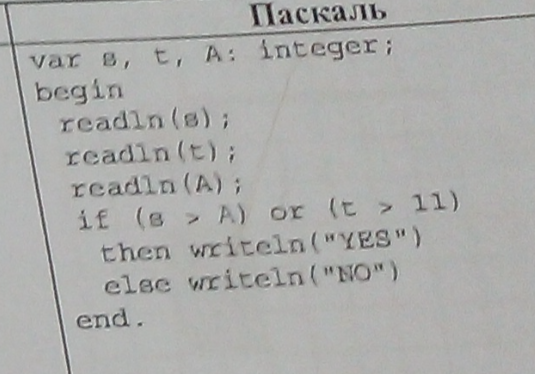 Паскаль
var s, t, A: integer;
begin
readln(s);
readln(t);
readln(A);
if (s > A) or (t > 11)
then writeln("YES")
else writeln("NO")
end.